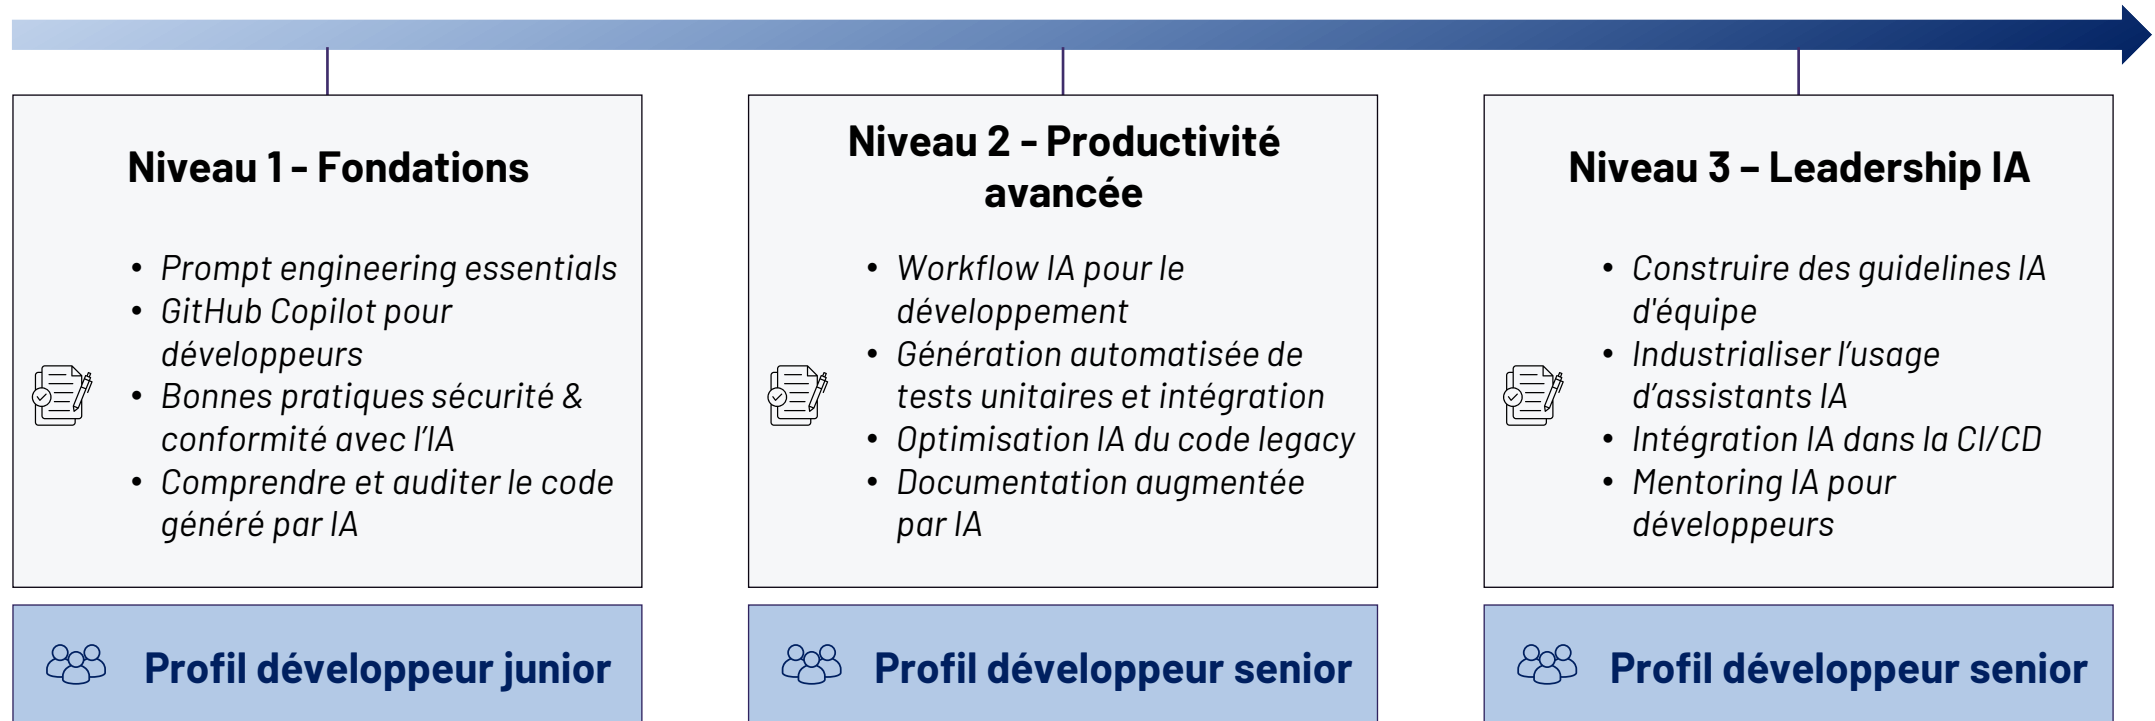 Niveau 1 - Fondations
• Prompt engineering essentials
• GitHub Copilot pour
développeurs
• Bonnes pratiques sécurité &
conformité avec l’IA
• Comprendre et auditer le code
généré par IA
Profil développeur junior
Niveau 2 - Productivité
avancée
• Workflow IA pour le
développement
• Génération automatisée de
tests unitaires et intégration
• Optimisation IA du code legacy
• Documentation augmentée
par IA
Profil développeur senior
Niveau 3 – Leadership IA
• Construire des guidelines IA
d'équipe
• Industrialiser l’usage
d’assistants IA
• Intégration IA dans la CI/CD
• Mentoring IA pour
développeurs
Profil développeur senior